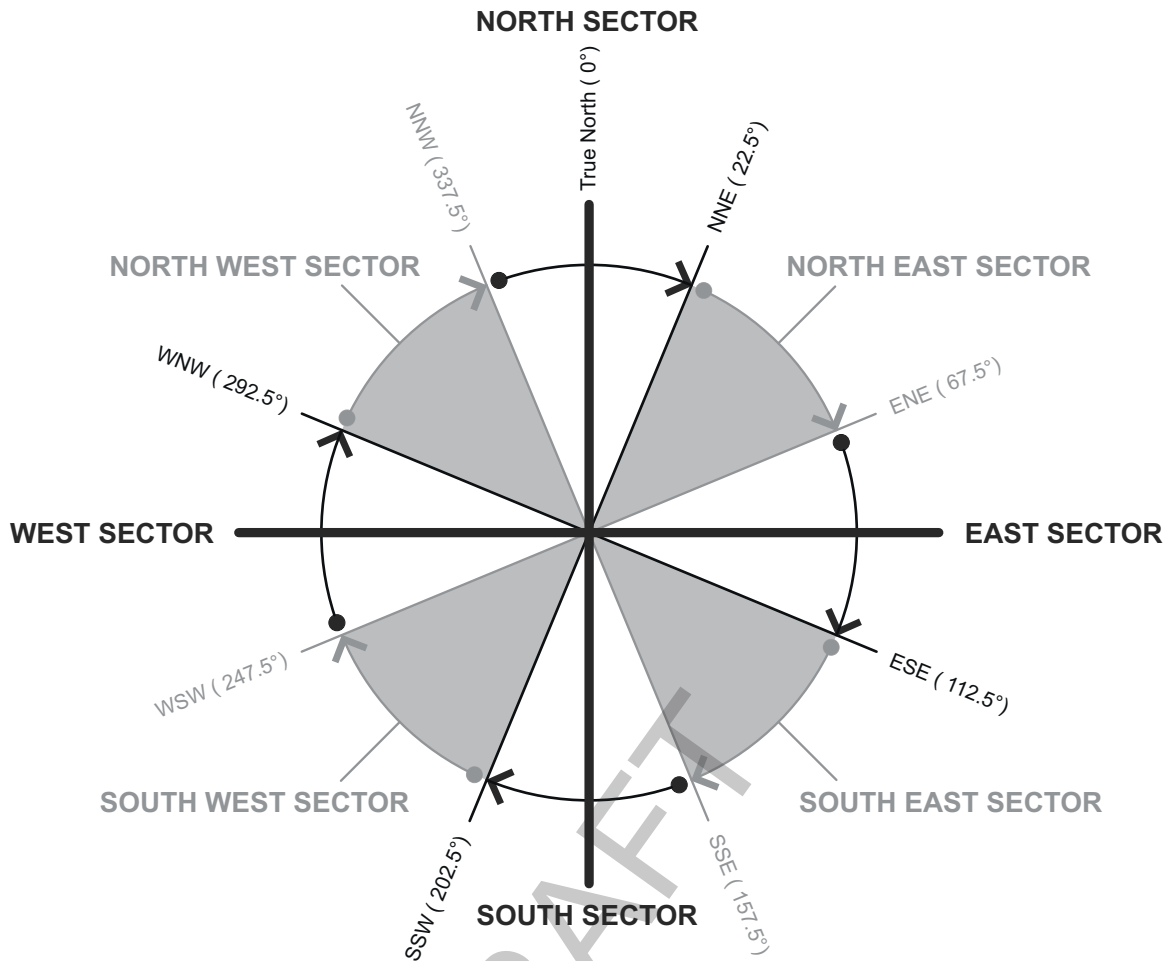 NORTH SECTOR
True North ( 0°)
NNW ( 337.5°)
NNE ( 22.5°)
NORTH WEST SECTOR
NORTH EAST SECTOR
WNW ( 292.5°)
ENE ( 67.5°)
WEST SECTOR
EAST SECTOR
WSW ( 247.5°)
ESE ( 112.5°)
SOUTH WEST SECTOR
SOUTH EAST SECTOR
SSW ( 202.5°)
SSE ( 157.5°)
SOUTH SECTOR
RAFT